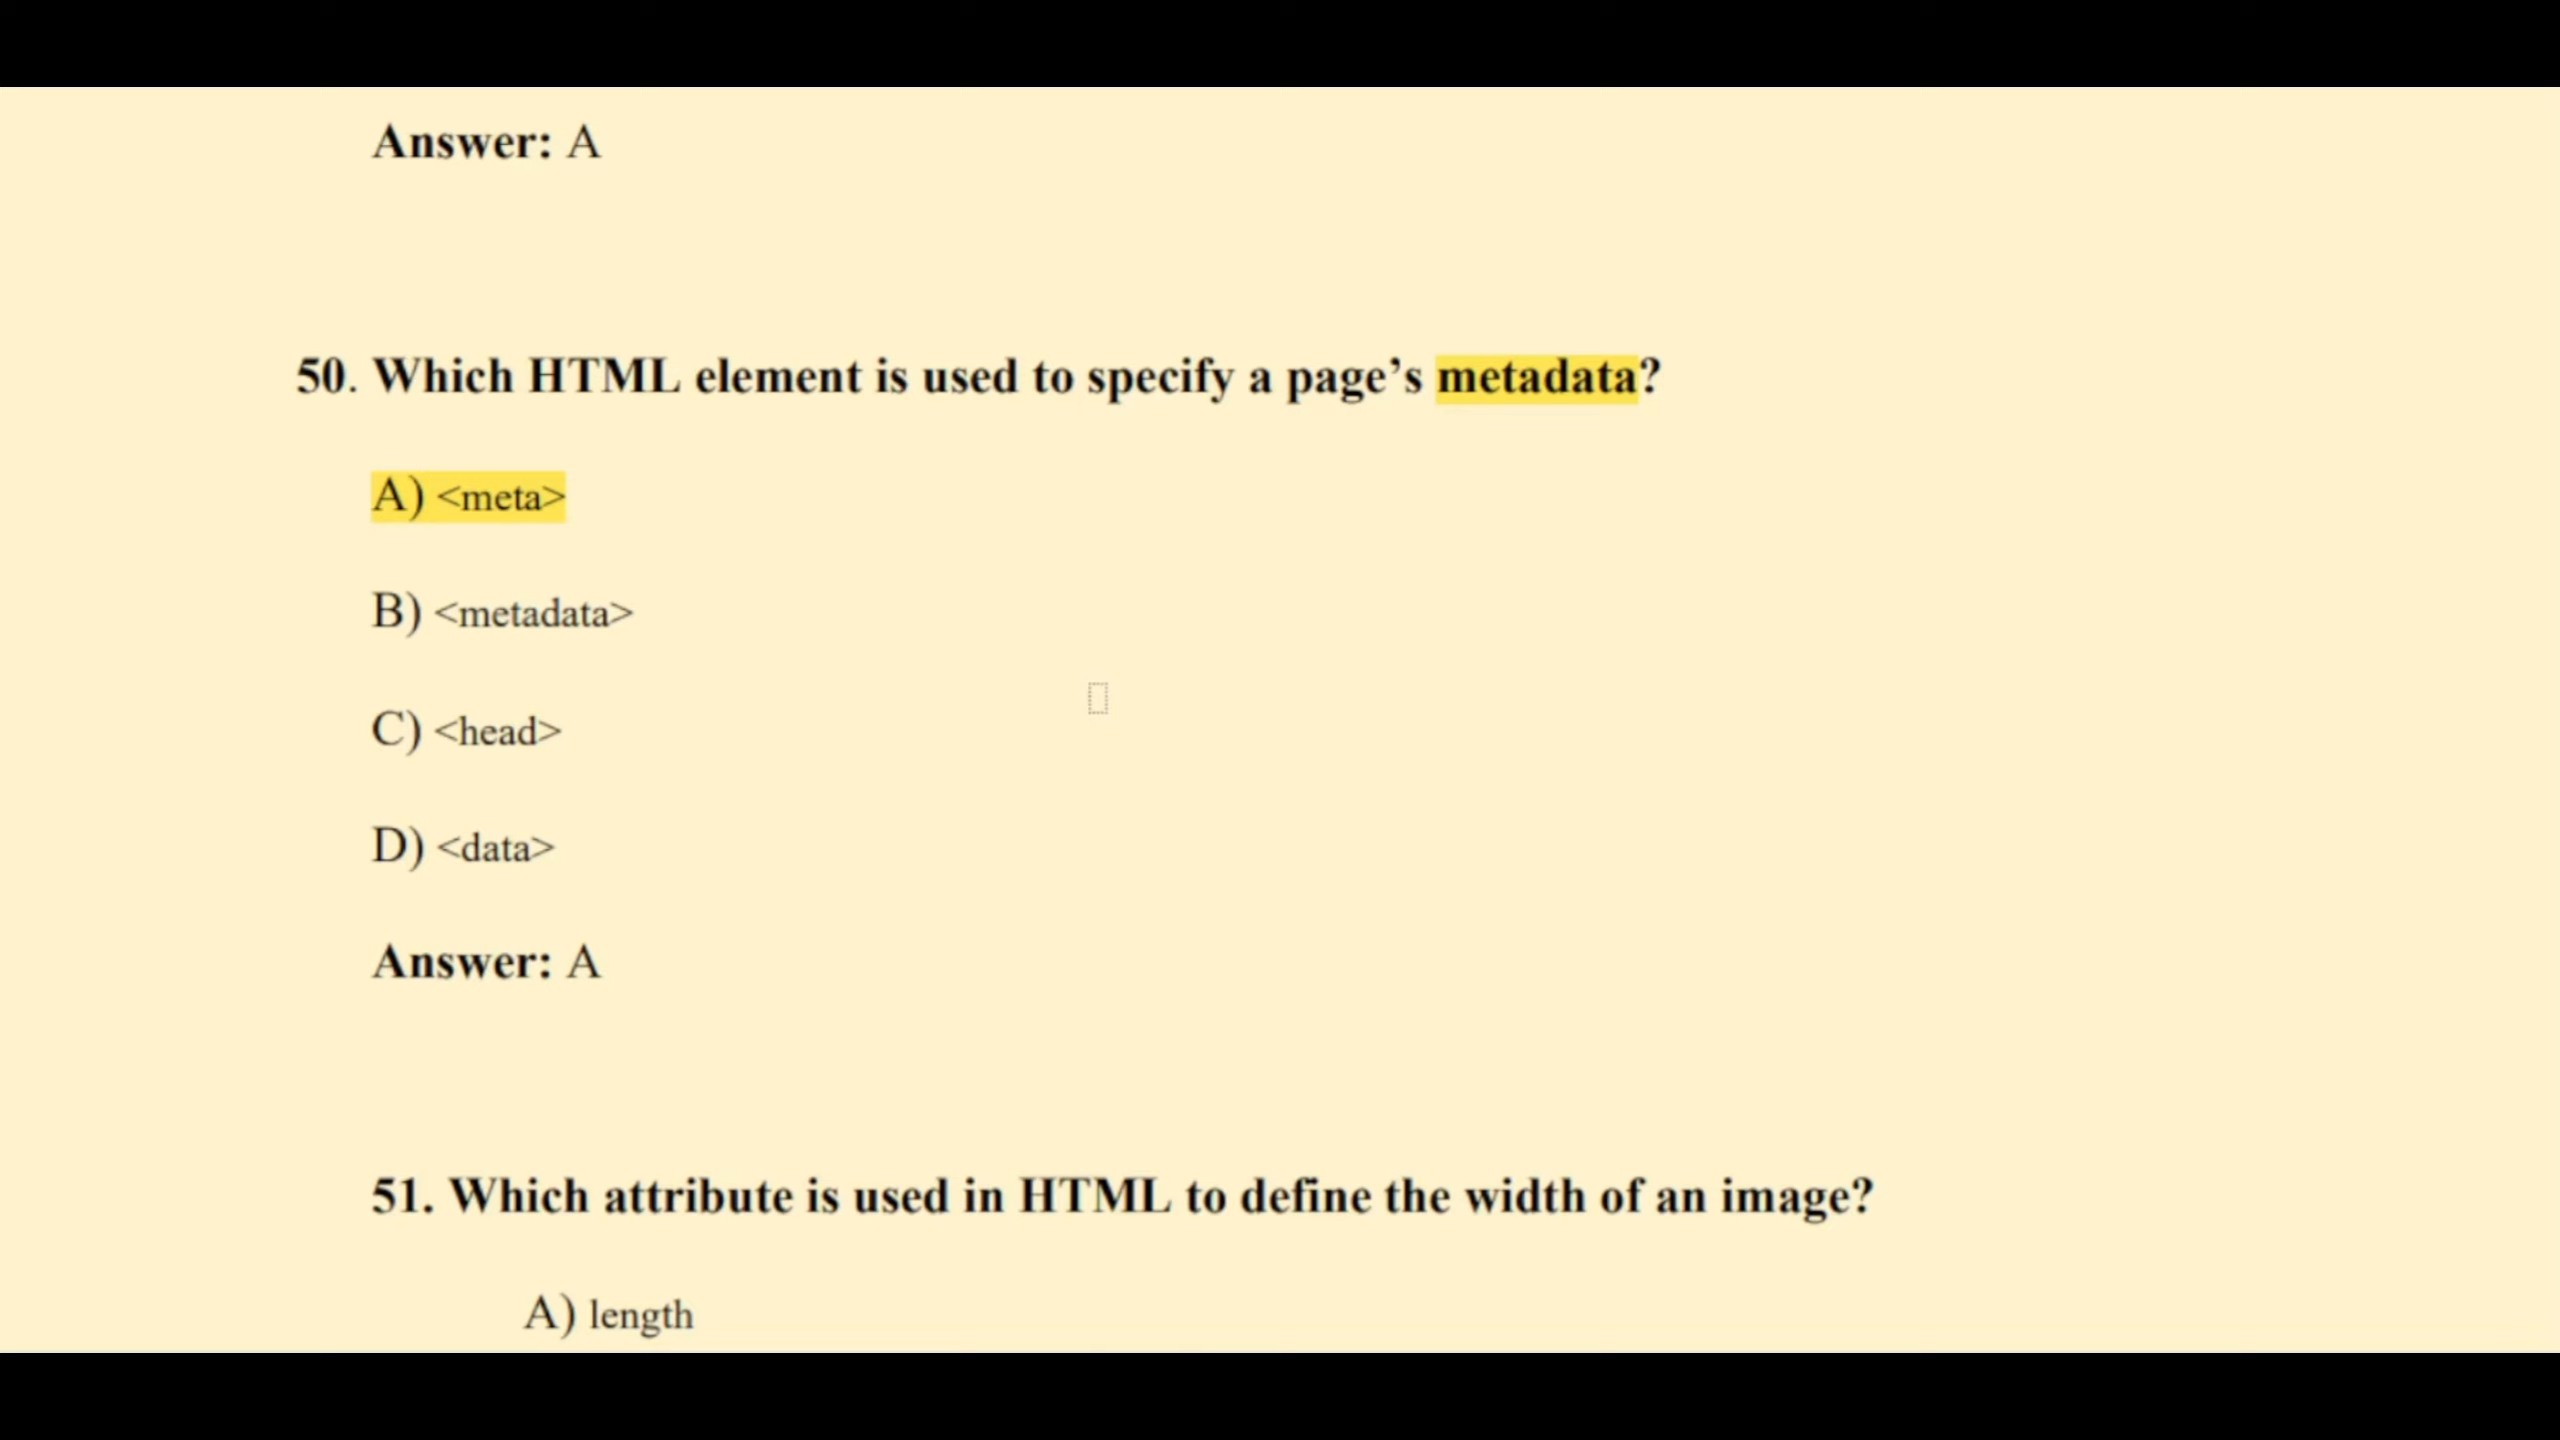 Answer: A
50. Which HTML element is used to specify a page’s metadata?
A) <meta>
B) <metadata>
C) <head>
D) <data>
Answer: A
51. Which attribute is used in HTML to define the width of an image?
A) length